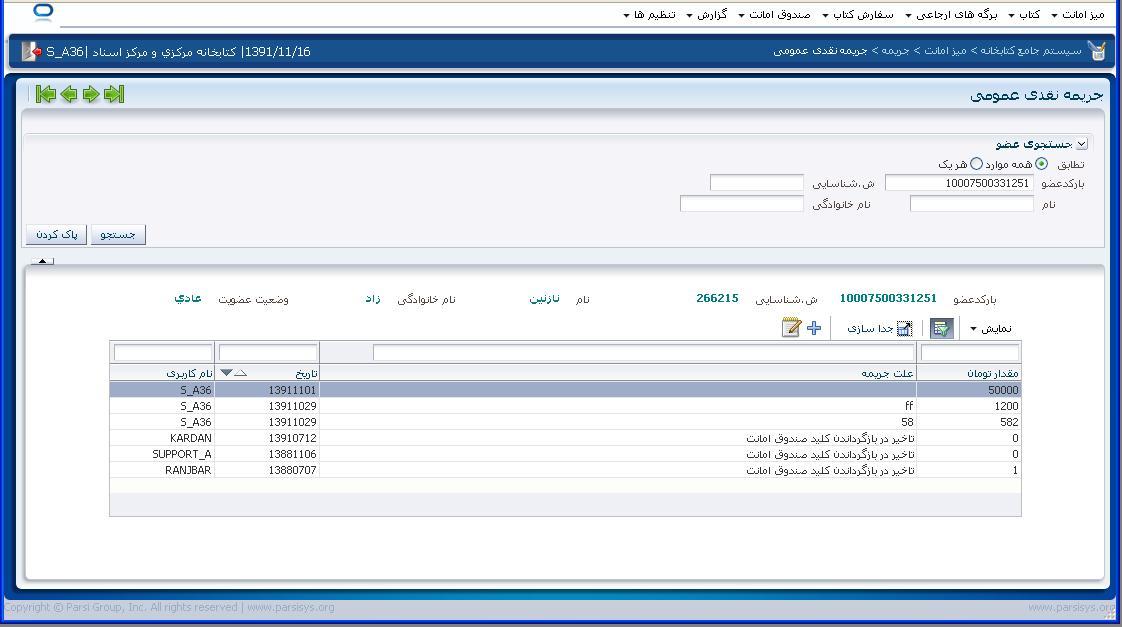 میز امانت کتاب برگه های ارجاعی سفارش کتاب صندوق امانت گزارش تنظیم ها
سیستم جامع کتابخانه > میز امانت > جریمه > جریمه نقدی عمومی
1391/11/16| کتابخانه مرکزي و مرکز اسناد |S_A36
جریمه نقدی عمومی
جستجوی عضو
تطابق همه موارد هر یک
بارکدعضو 10007500331251 ش.شناسایی
نام نام خانوادگی
جستجو پاک کردن
بارکدعضو 10007500331251 ش.شناسایی 266215 نام نازنین نام خانوادگی زاد وضعیت عضویت عادي
نمایش جدا سازی
مقدار تومان علت جریمه تاریخ نام کاربری
50000 13911101 S_A36
1200 ff 13911029 S_A36
582 58 13911029 S_A36
0 تاخیر در بازگرداندن کلید صندوق امانت 13910712 KARDAN
0 تاخیر در بازگرداندن کلید صندوق امانت 13881106 SUPPORT_A
1 تاخیر در بازگرداندن کلید صندوق امانت 13880707 RANJBAR
Copyright © Parsi Group, Inc. All rights reserved | www.parsisys.org
www.parsisys.org